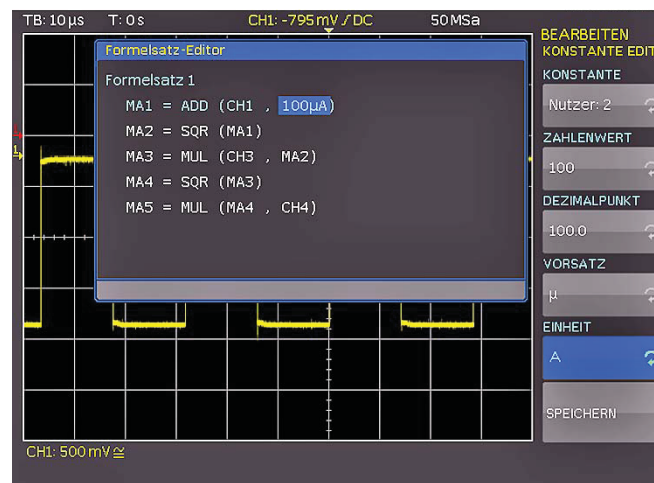 TB: 10 µs T: 0 s CH1: -795 mV DC 50 MSa
BEARBEITEN
KONSTANTE EDIT
Formelsatz-Editor
Formelsatz 1
MA1 = ADD (CH1 , 100µA)
MA2 = SQR (MA1)
MA3 = MUL (CH3 , MA2)
MA4 = SQR (MA3)
MA5 = MUL (MA4 , CH4)
KONSTANTE
Nutzer: 2
ZAHLENWERT
100
DEZIMALPUNKT
100.0
VORSATZ
µ
EINHEIT
A
SPEICHERN
CH1: 500 mV ≅